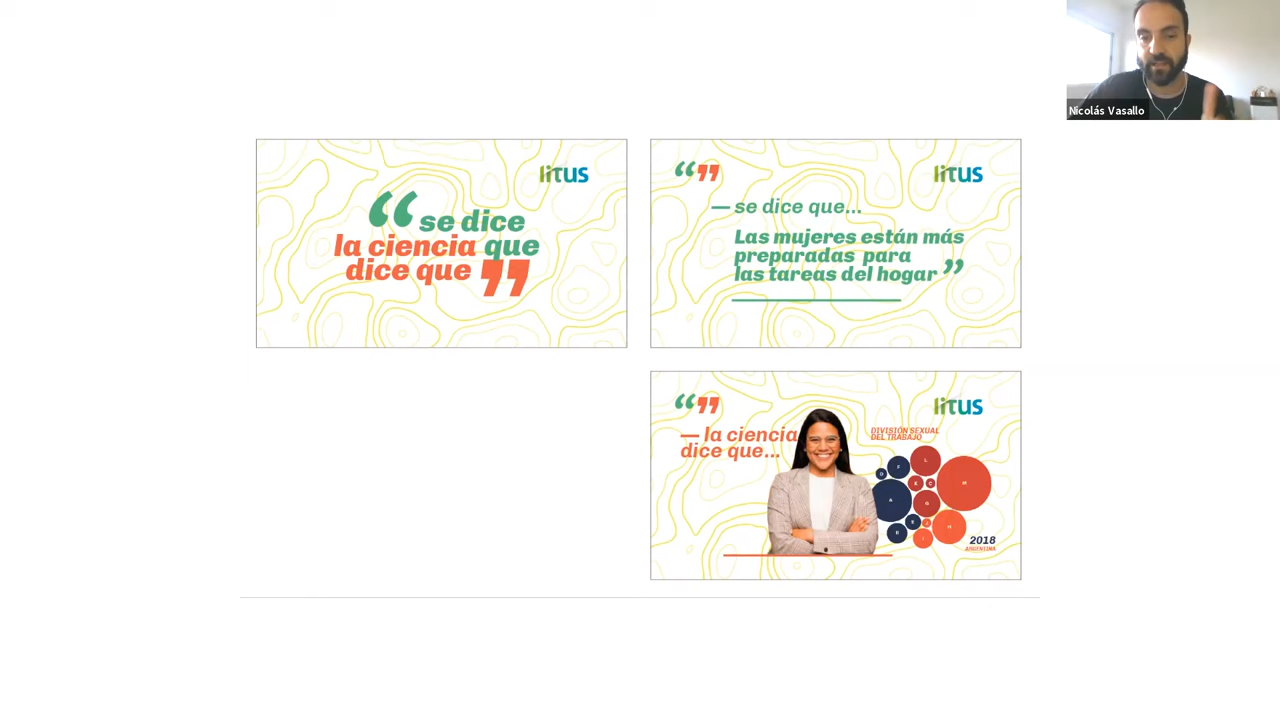 Nicolás Vasallo
litus
“ se dice
la ciencia que
dice que ”
“”
litus
— se dice que...
Las mujeres están más
preparadas para
las tareas del hogar ”
“”
litus
— la ciencia
dice que...
DIVISIÓN SEXUAL
DEL TRABAJO
L
F
D
E
C
M
A
G
B
J
H
I
2018
ARGENTINA